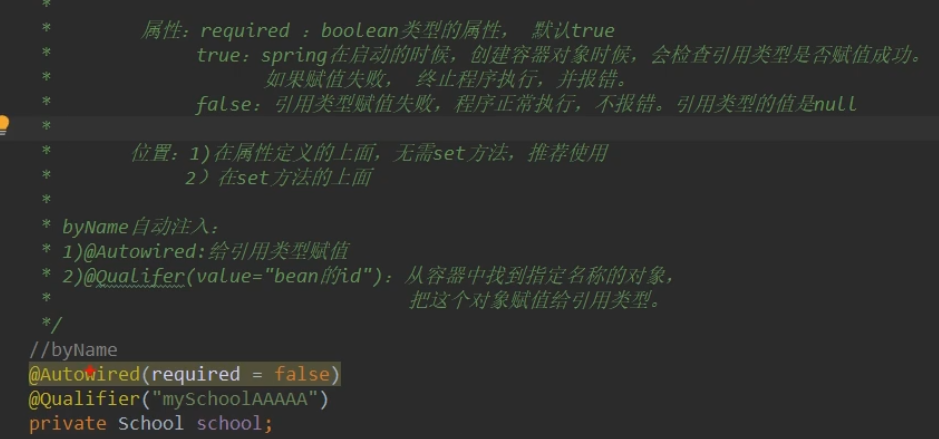 *
* 属性：required ：boolean类型的属性， 默认true
* true：spring在启动的时候，创建容器对象时候，会检查引用类型是否赋值成功。
* 如果赋值失败， 终止程序执行，并报错。
* false：引用类型赋值失败，程序正常执行，不报错。引用类型的值是null
*
* 位置：1)在属性定义的上面，无需set方法，推荐使用
* 2）在set方法的上面
*
* byName自动注入：
* 1)@Autowired:给引用类型赋值
* 2)@Qualifer(value="bean的id")：从容器中找到指定名称的对象，
* 把这个对象赋值给引用类型。
*/
//byName
@Autowired(required = false)
@Qualifier("mySchoolAAAAA")
private School school;